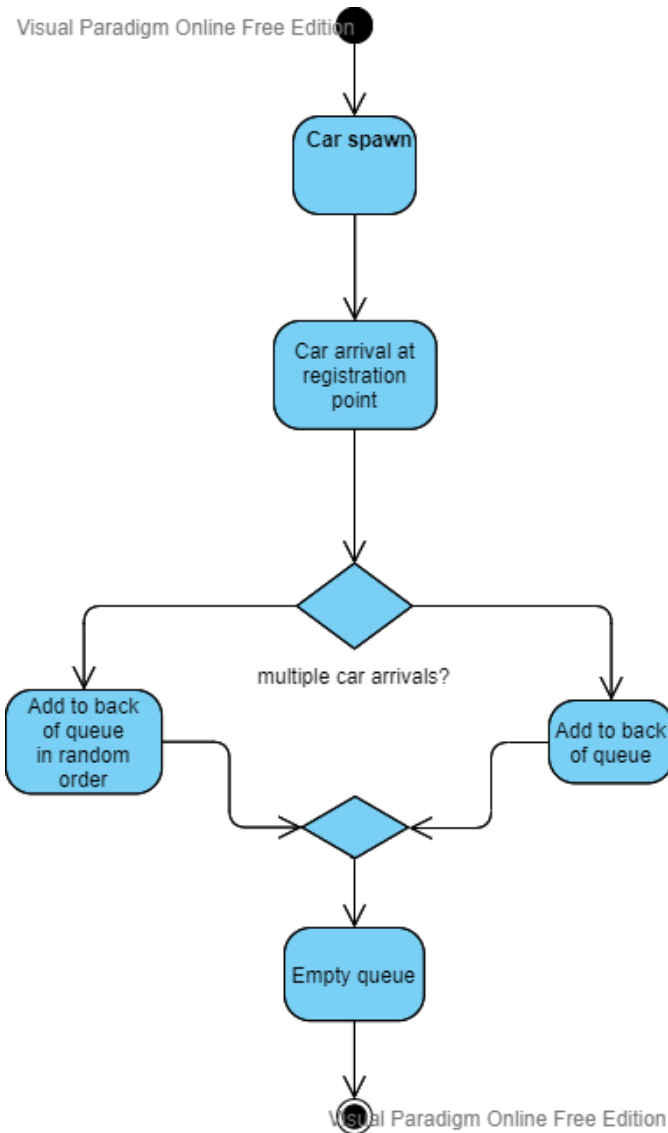 Visual Paradigm Online Free Edition
Car spawn
Car arrival at
registration
point
multiple car arrivals?
Add to back
of queue
in random
order
Add to back
of queue
Empty queue
Visual Paradigm Online Free Edition